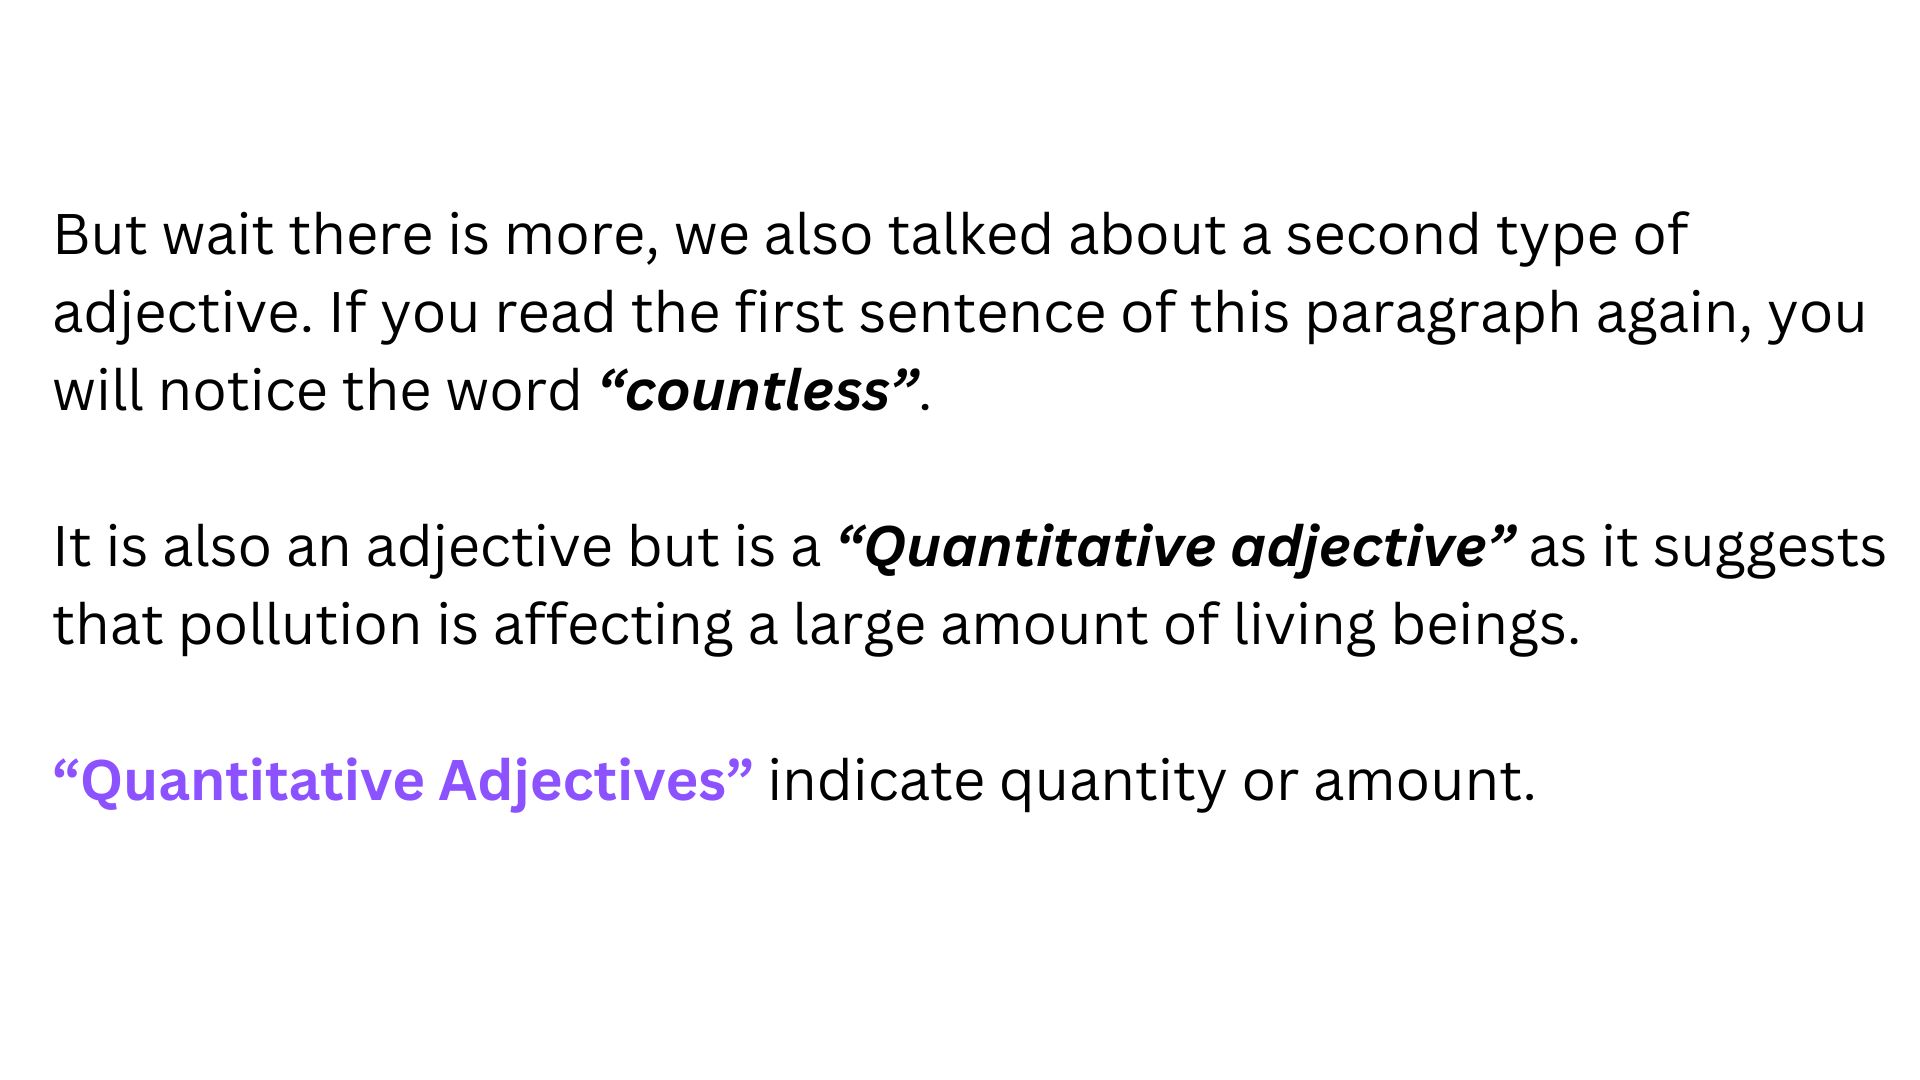 But wait there is more, we also talked about a second type of
adjective. If you read the first sentence of this paragraph again, you
will notice the word “countless”.
It is also an adjective but is a “Quantitative adjective” as it suggests
that pollution is affecting a large amount of living beings.
“Quantitative Adjectives” indicate quantity or amount.